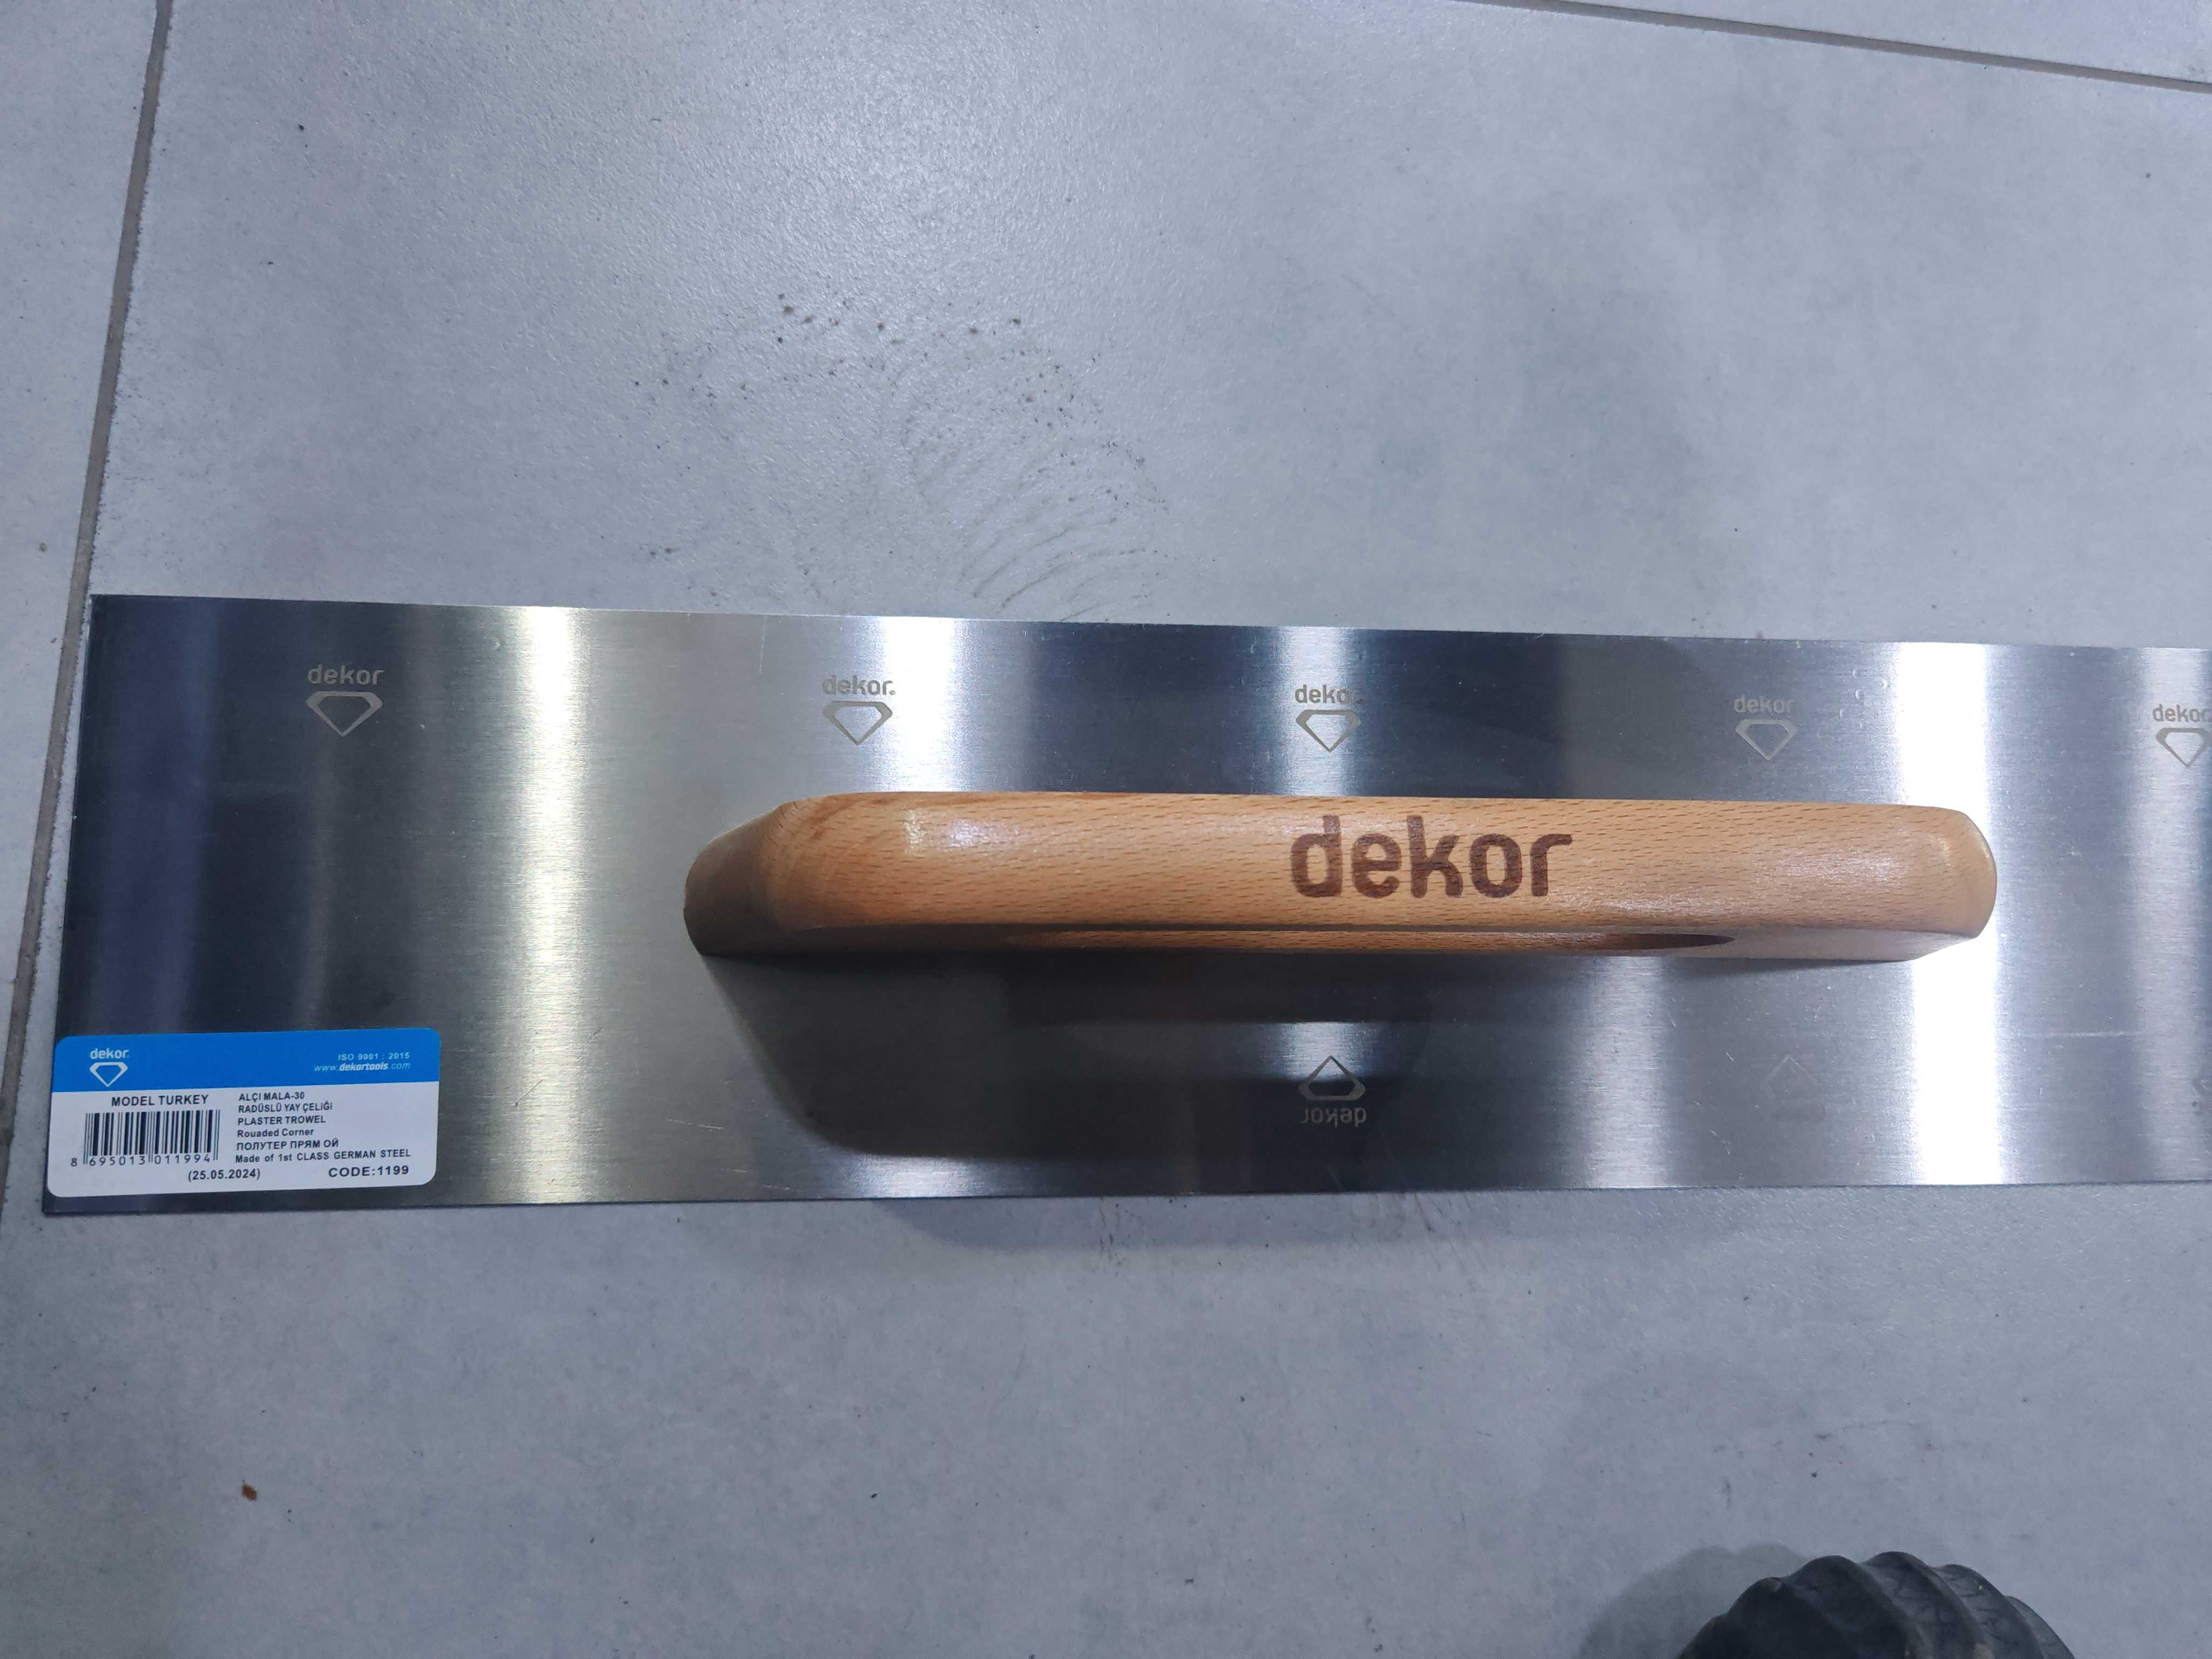 dekor
dekor.
dekor
dekor
dekor
dekor
dekor
dekor
ISO 9001 : 2015
www.dekortools.com
MODEL TURKEY
8 695013 011994
(25.05.2024)
ALÇI MALA-30
RADÜSLÜ YAY ÇELİĞİ
PLASTER TROWEL
Rouaded Corner
ПОЛУТЕР ПРЯМ ОЙ
Made of 1st CLASS GERMAN STEEL
CODE:1199